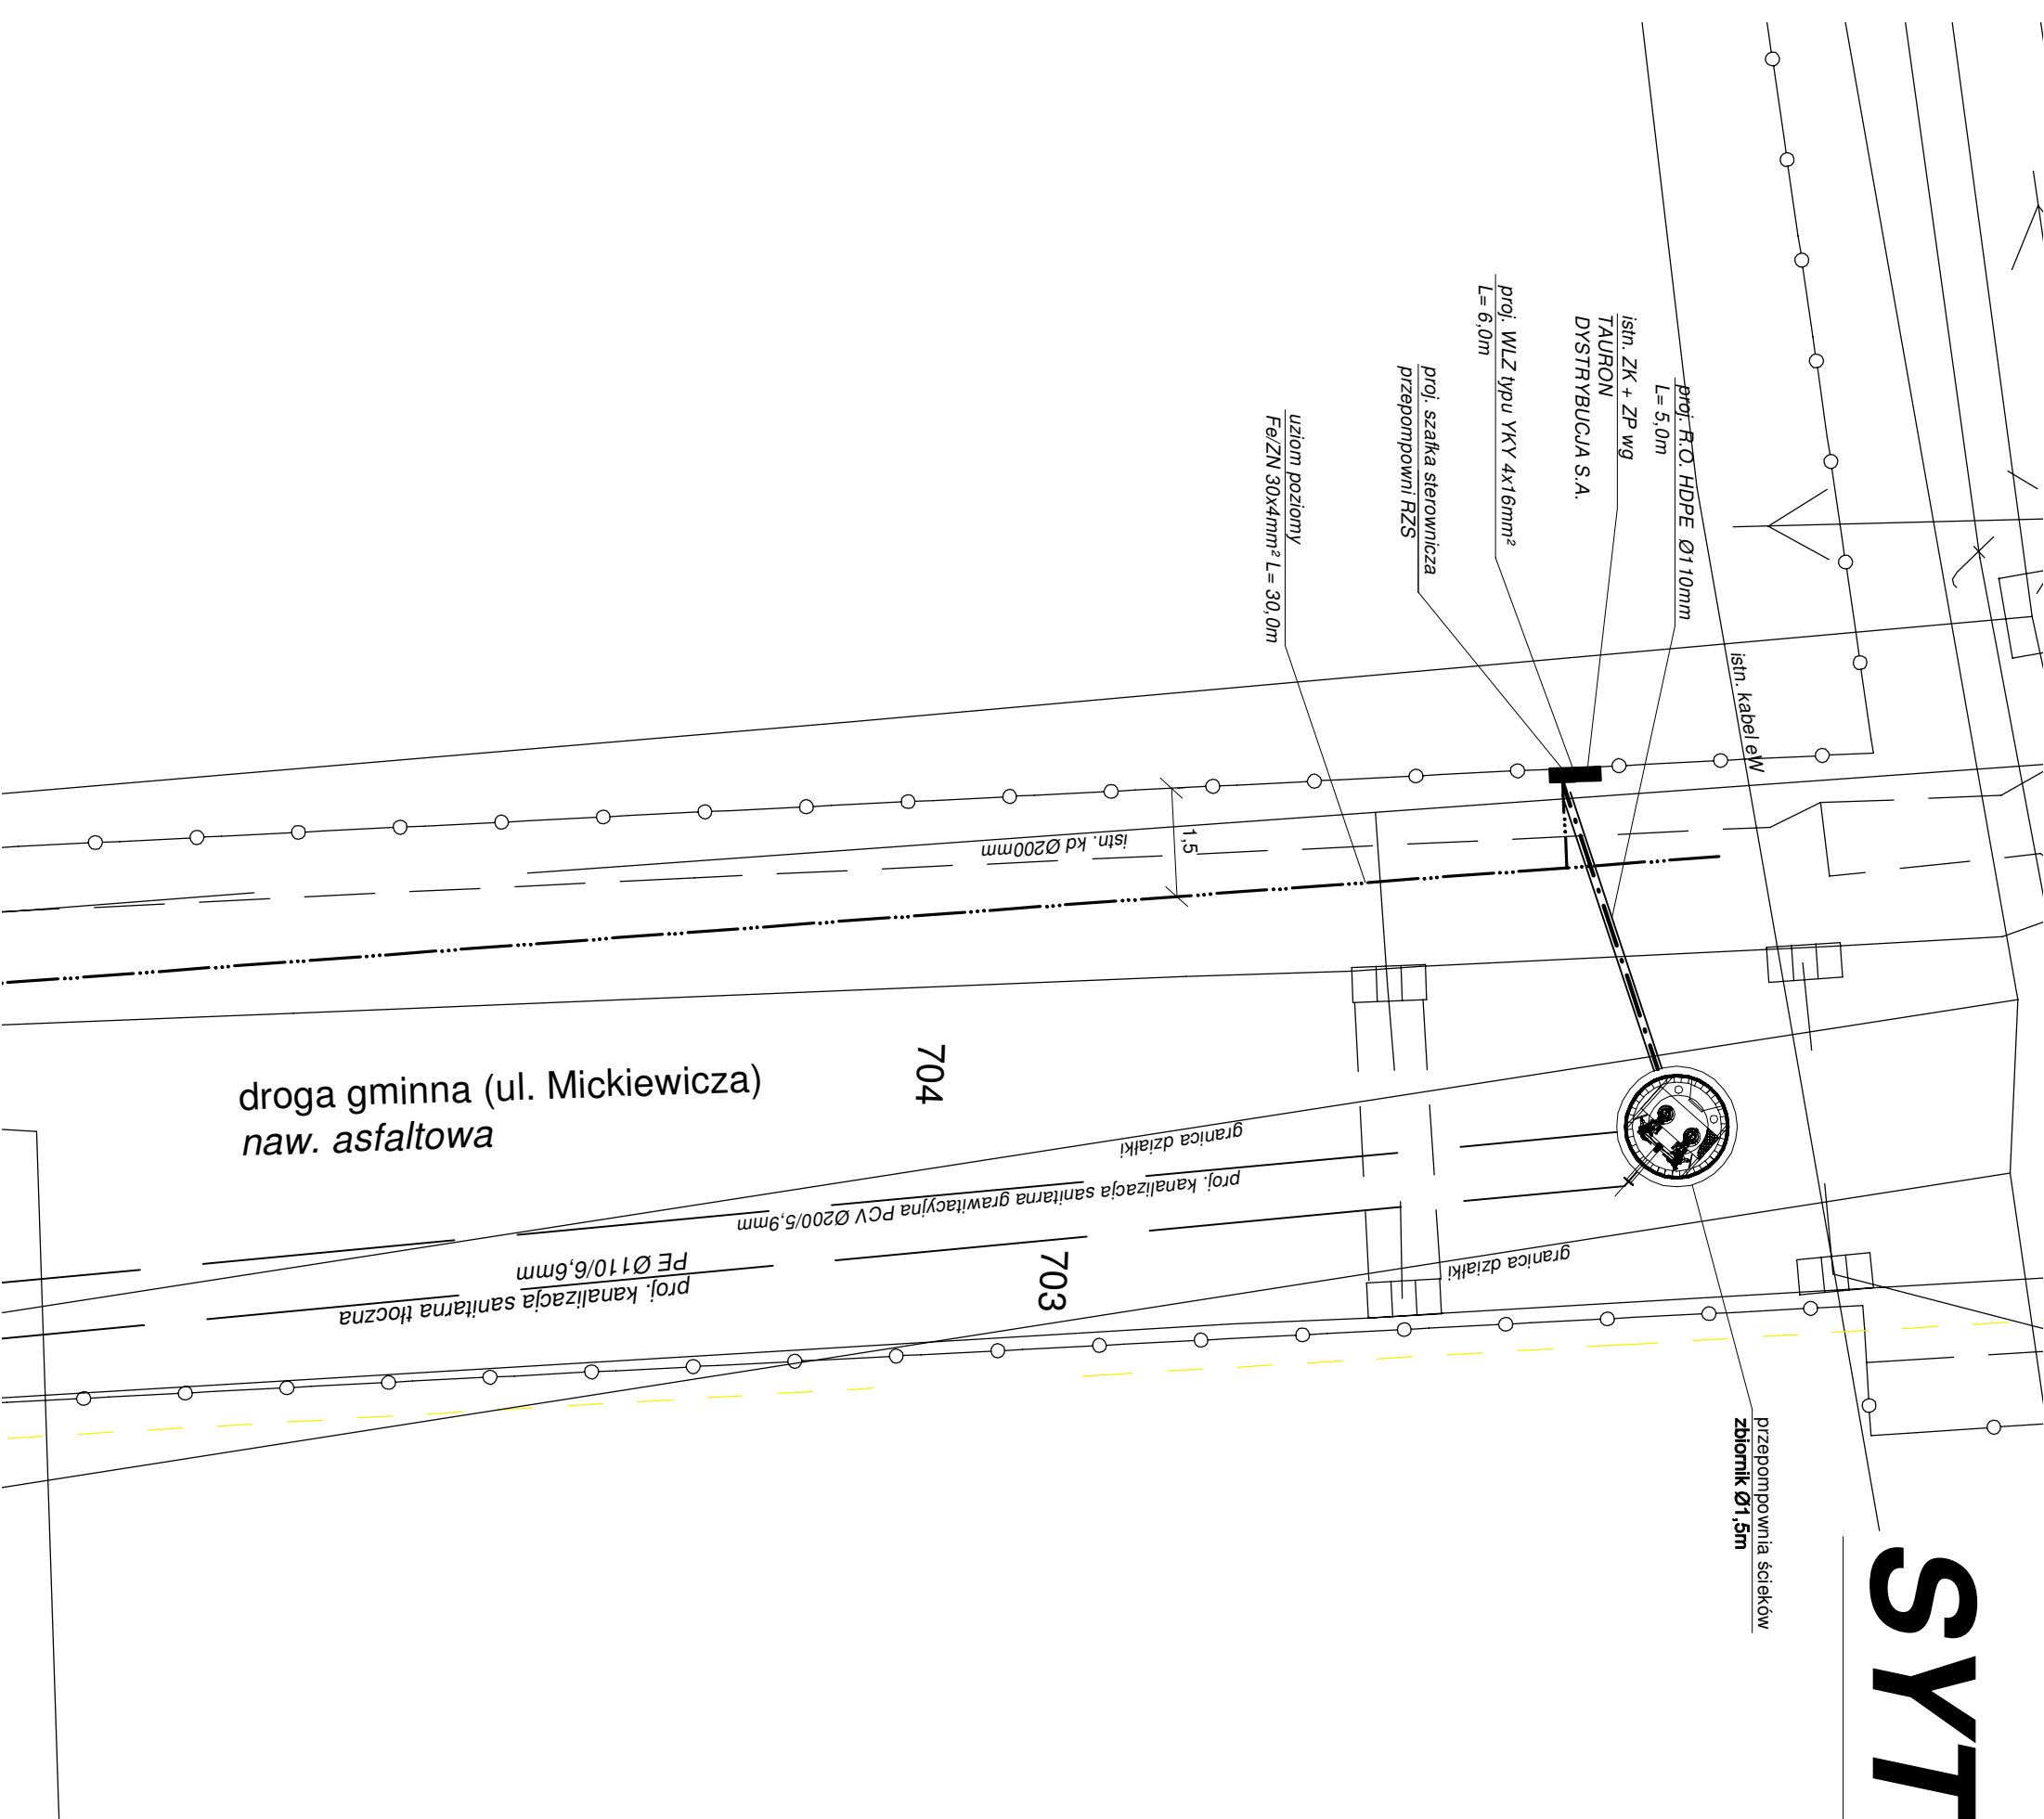 proj. R.O. HDPE Ø110mm
L= 5,0m
istn. ZK + ZP wg
TAURON
DYSTRYBUCJA S.A.
proj. WLZ typu YKY 4x16mm²
L= 6,0m
proj. szafka sterownicza
przepompowni RZS
uziom poziomy
Fe/ZN 30x4mm² L= 30,0m
istn. kabel eW
istn. kd Ø200mm
1,5
droga gminna (ul. Mickiewicza)
naw. asfaltowa
704
granica działki
proj. kanalizacja sanitarna grawitacyjna PCV Ø200/5,9mm
proj. kanalizacja sanitarna tłoczna
PE Ø110/6,6mm
703
granica działki
przepompownia ścieków
zbiornik Ø1,5m
SYT